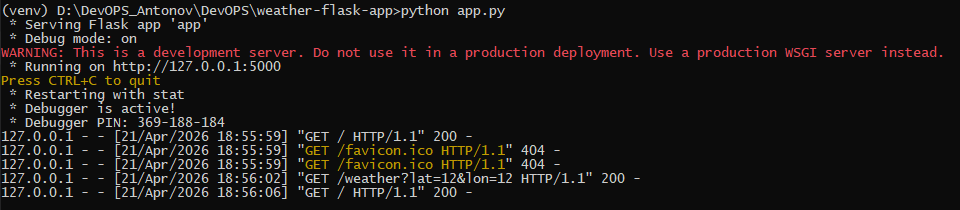 (venv) D:\DevOPS_Antonov\DevOPS\weather-flask-app>python app.py
 * Serving Flask app 'app'
 * Debug mode: on
WARNING: This is a development server. Do not use it in a production deployment. Use a production WSGI server instead.
 * Running on http://127.0.0.1:5000
Press CTRL+C to quit
 * Restarting with stat
 * Debugger is active!
 * Debugger PIN: 369-188-184
127.0.0.1 - - [21/Apr/2026 18:55:59] "GET / HTTP/1.1" 200 -
127.0.0.1 - - [21/Apr/2026 18:55:59] "GET /favicon.ico HTTP/1.1" 404 -
127.0.0.1 - - [21/Apr/2026 18:55:59] "GET /favicon.ico HTTP/1.1" 404 -
127.0.0.1 - - [21/Apr/2026 18:56:02] "GET /weather?lat=12&lon=12 HTTP/1.1" 200 -
127.0.0.1 - - [21/Apr/2026 18:56:06] "GET / HTTP/1.1" 200 -